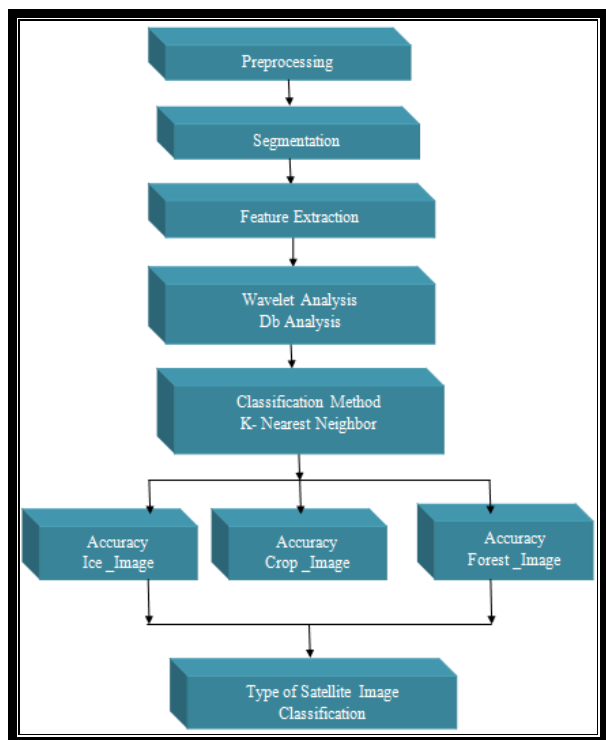 Preprocessing
Segmentation
Feature Extraction
Wavelet Analysis
Db Analysis
Classification Method
K- Nearest Neighbor
Accuracy
Ice _Image
Accuracy
Crop _Image
Accuracy
Forest _Image
Type of Satellite Image
Classification